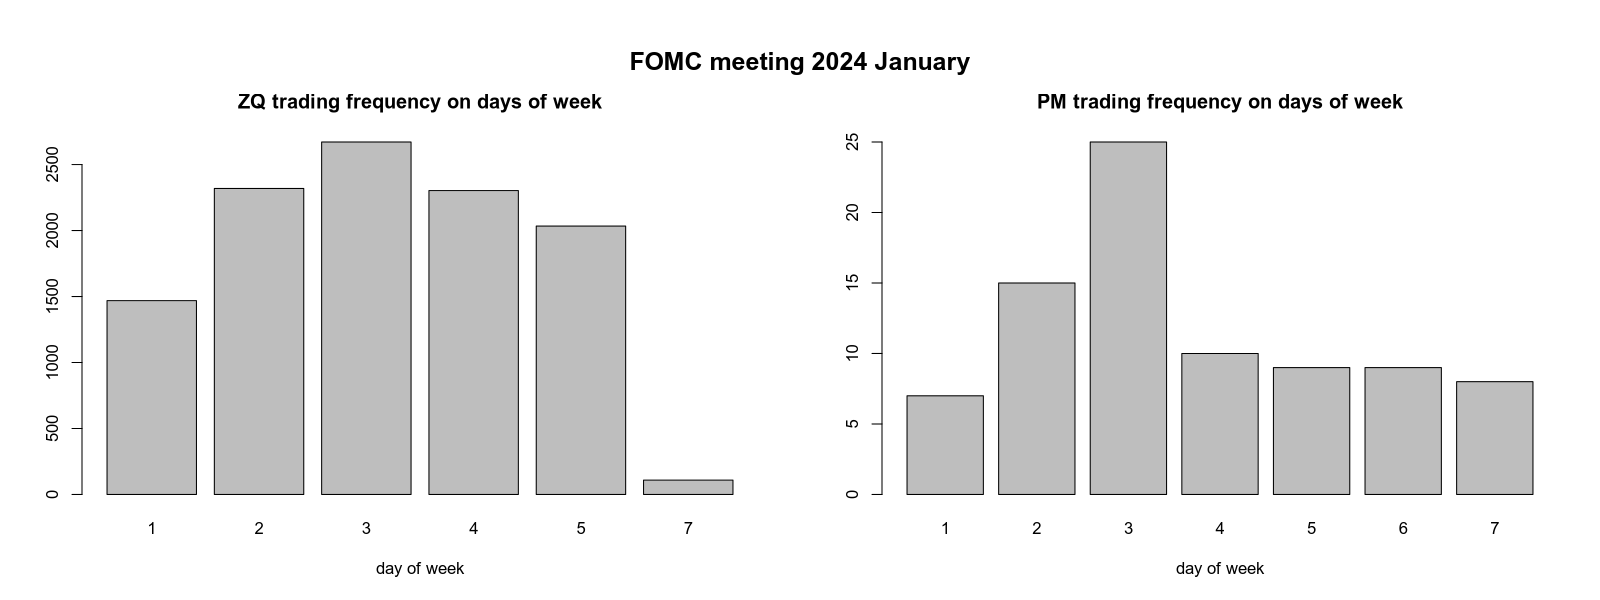 FOMC meeting 2024 January
ZQ trading frequency on days of week
2500
2000
1500
1000
500
0
1 2 3 4 5 7
day of week
PM trading frequency on days of week
25
20
15
10
5
0
1 2 3 4 5 6 7
day of week